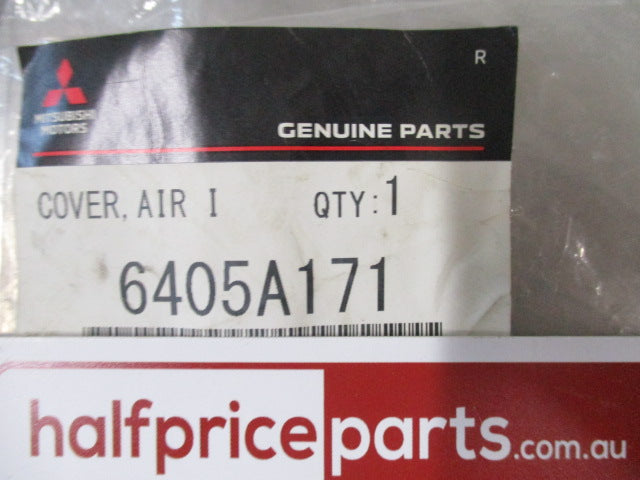 R
MITSUBISHI
MOTORS
GENUINE PARTS
COVER, AIR I QTY:1
6405A171
halfpriceparts.com.au